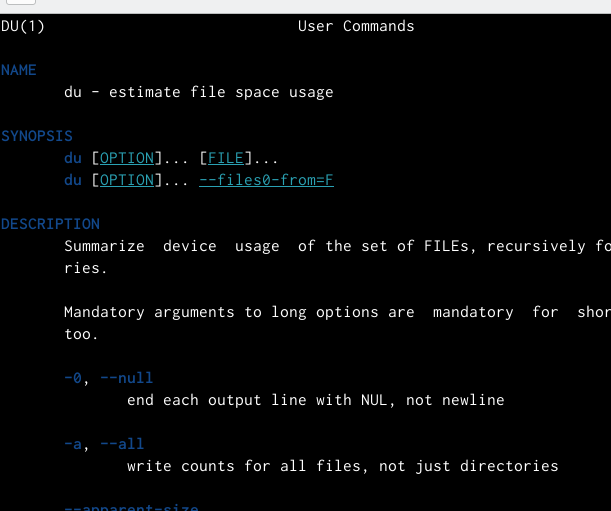 DU(1) User Commands
NAME
du - estimate file space usage
SYNOPSIS
du [OPTION]... [FILE]...
du [OPTION]... --files0-from=F
DESCRIPTION
Summarize device usage of the set of FILEs, recursively fo
ries.
Mandatory arguments to long options are mandatory for shor
too.
-0, --null
end each output line with NUL, not newline
-a, --all
write counts for all files, not just directories
--apparent-size